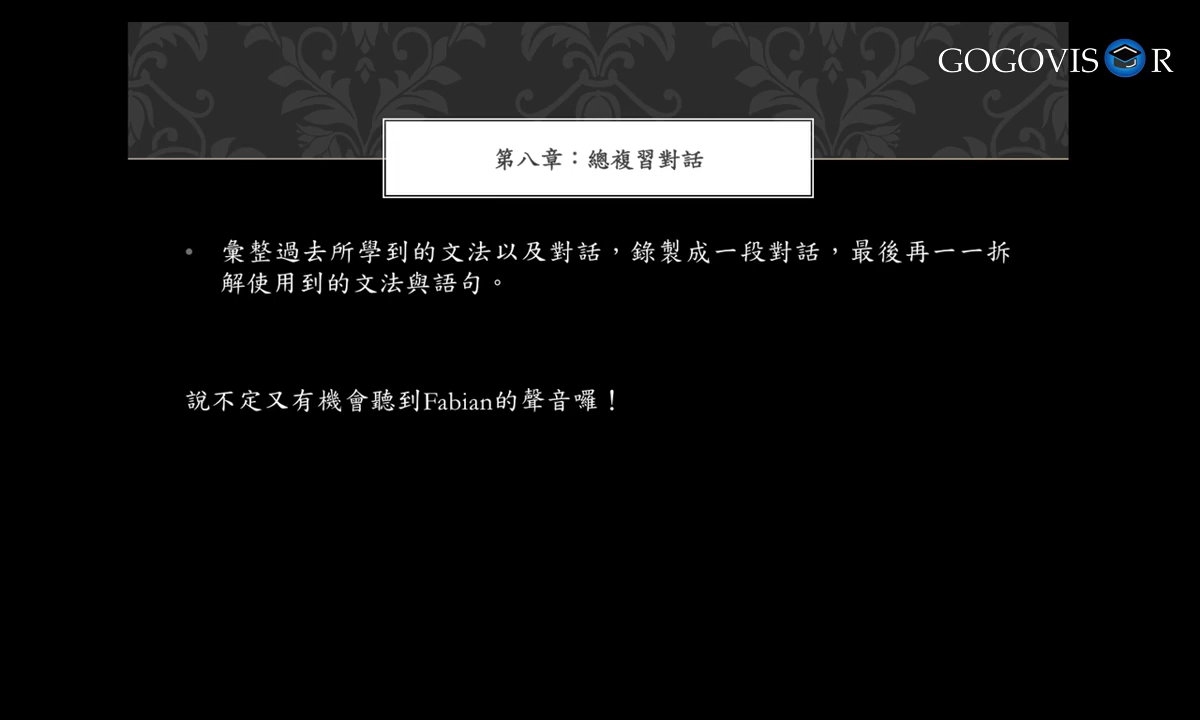 GOGOVISOR
第八章：總複習對話
• 彙整過去所學到的文法以及對話，錄製成一段對話，最後再一一拆
解使用到的文法與語句。
說不定又有機會聽到Fabian的聲音囉！